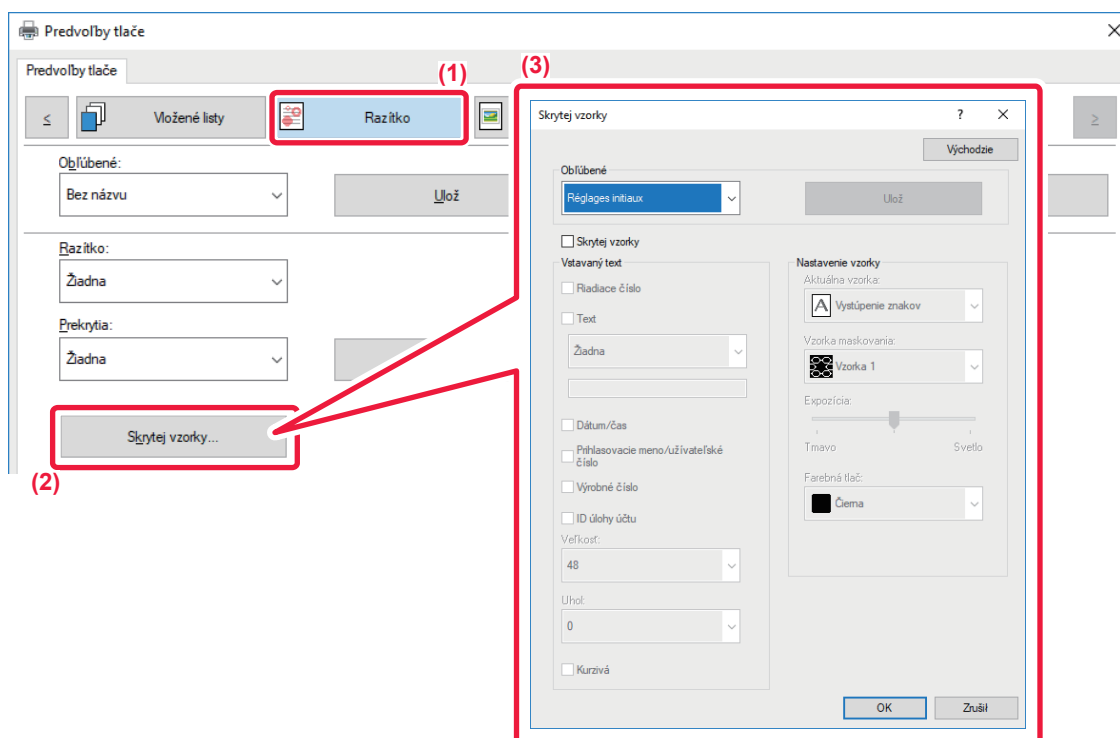 Predvoľby tlače
Predvoľby tlače
(1)
(3)
<
Vložené listy
Razítko
>
Obľúbené:
Bez názvu
Ulož
Razítko:
Žiadna
Prekrytia:
Žiadna
Skrytej vzorky...
(2)
Skrytej vzorky
?
Východzie
Obľúbené
Réglages initiaux
Ulož
Skrytej vzorky
Vstavaný text
Riadiace číslo
Text
Žiadna
Dátum/čas
Prihlasovacie meno/užívateľské
číslo
Výrobné číslo
ID úlohy účtu
Veľkosť:
48
Uhol:
0
Kurzivá
Nastavenie vzorky
Aktuálna vzorka:
A Vystúpenie znakov
Vzorka maskovania:
Vzorka 1
Expozícia:
Tmavo Svetlo
Farebná tlač:
Čierna
OK
Zrušiť